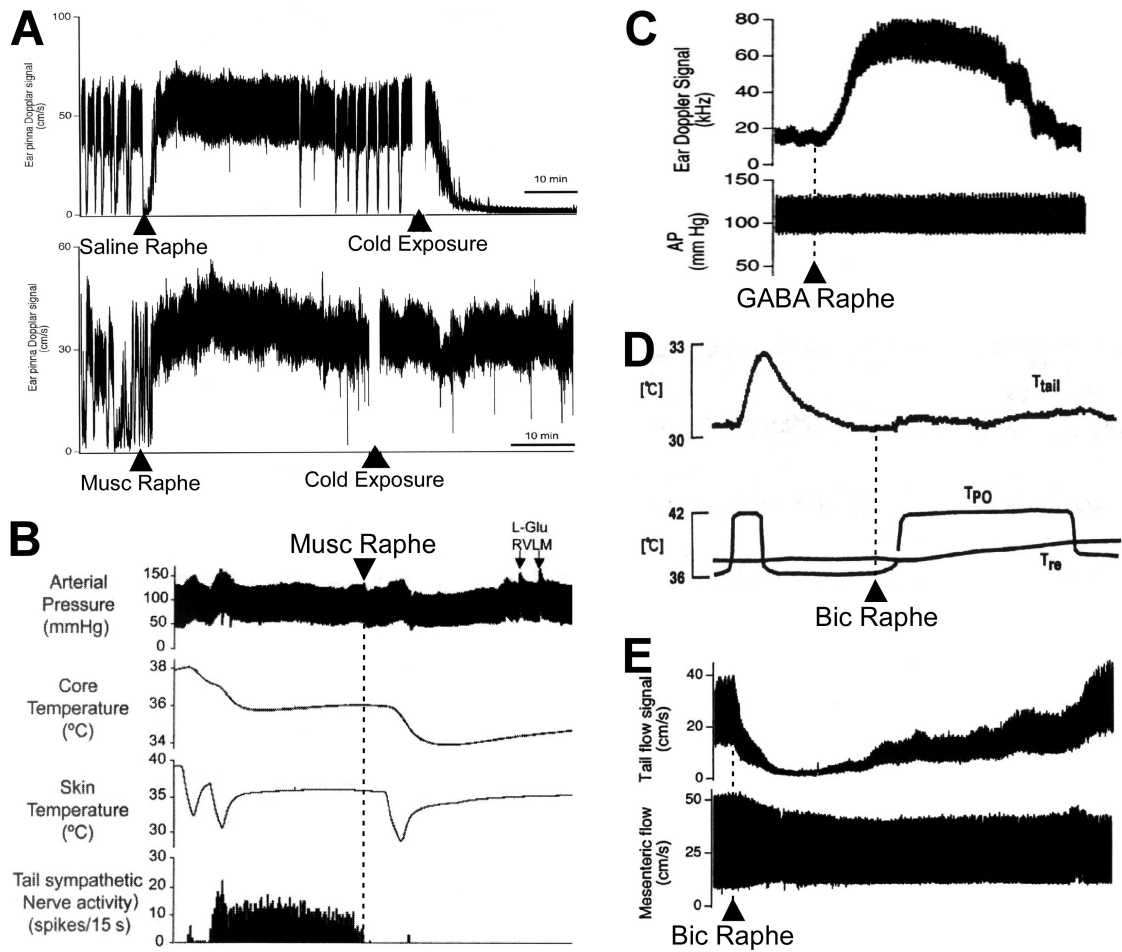 A
100
50
0
Ear pinna Dopplar signal
(cm/s)
10 min
Saline Raphe
Cold Exposure
60
30
0
Ear pinna Doppler signal
(cm/s)
10 min
Musc Raphe
Cold Exposure
B
Musc Raphe
L-Glu
RVLM
Arterial
Pressure
(mmHg)
150
100
50
0
Core
Temperature
(ºC)
38
36
34
Skin
Temperature
(ºC)
40
35
30
Tail sympathetic
Nerve activity)
(spikes/15 s)
30
20
10
0
C
Ear Doppler Signal
(kHz)
80
60
40
20
0
AP
(mm Hg)
150
100
50
GABA Raphe
D
33
[°C]
30
Ttail
42
[°C]
36
TPO
Tre
Bic Raphe
E
Tail flow signal
(cm/s)
40
20
0
Mesenteric flow
(cm/s)
50
25
0
Bic Raphe